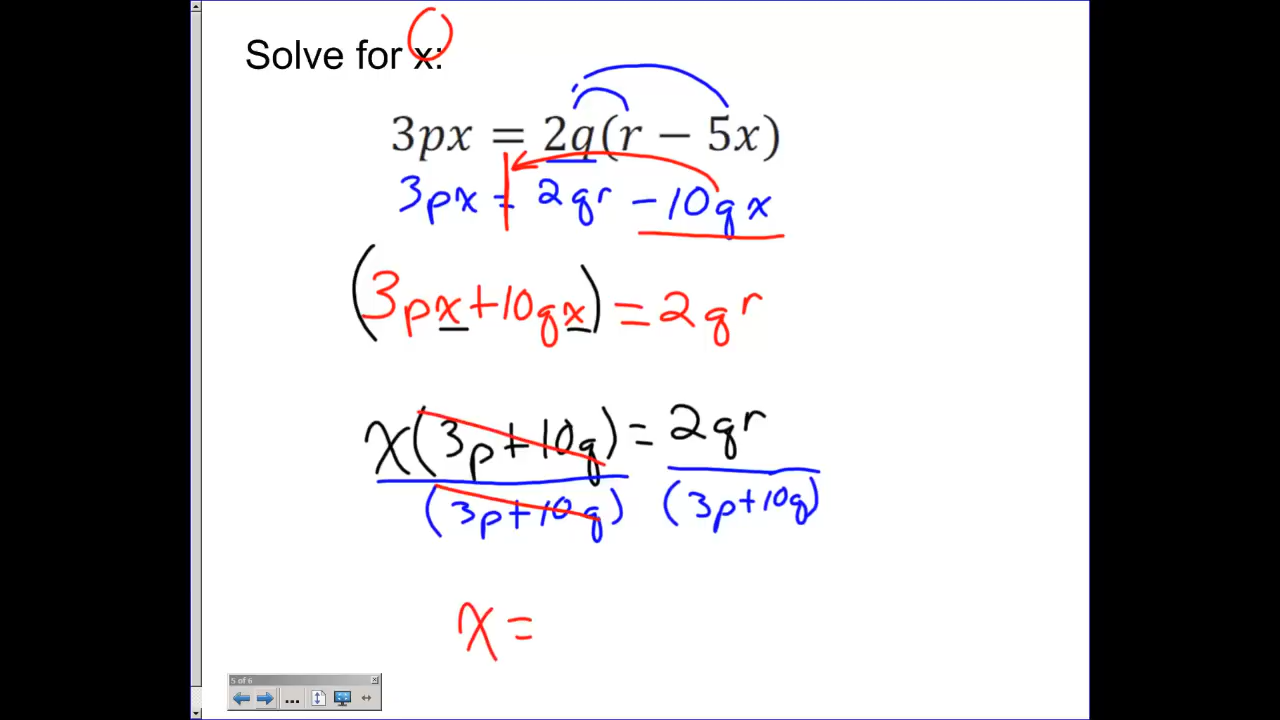 Solve for x:
3px = 2q(r − 5x)
3px = 2qr − 10qx
(3px + 10qx) = 2qr
x(3p + 10q) = 2qr
(3p + 10q) (3p + 10q)
x =
5 of 6